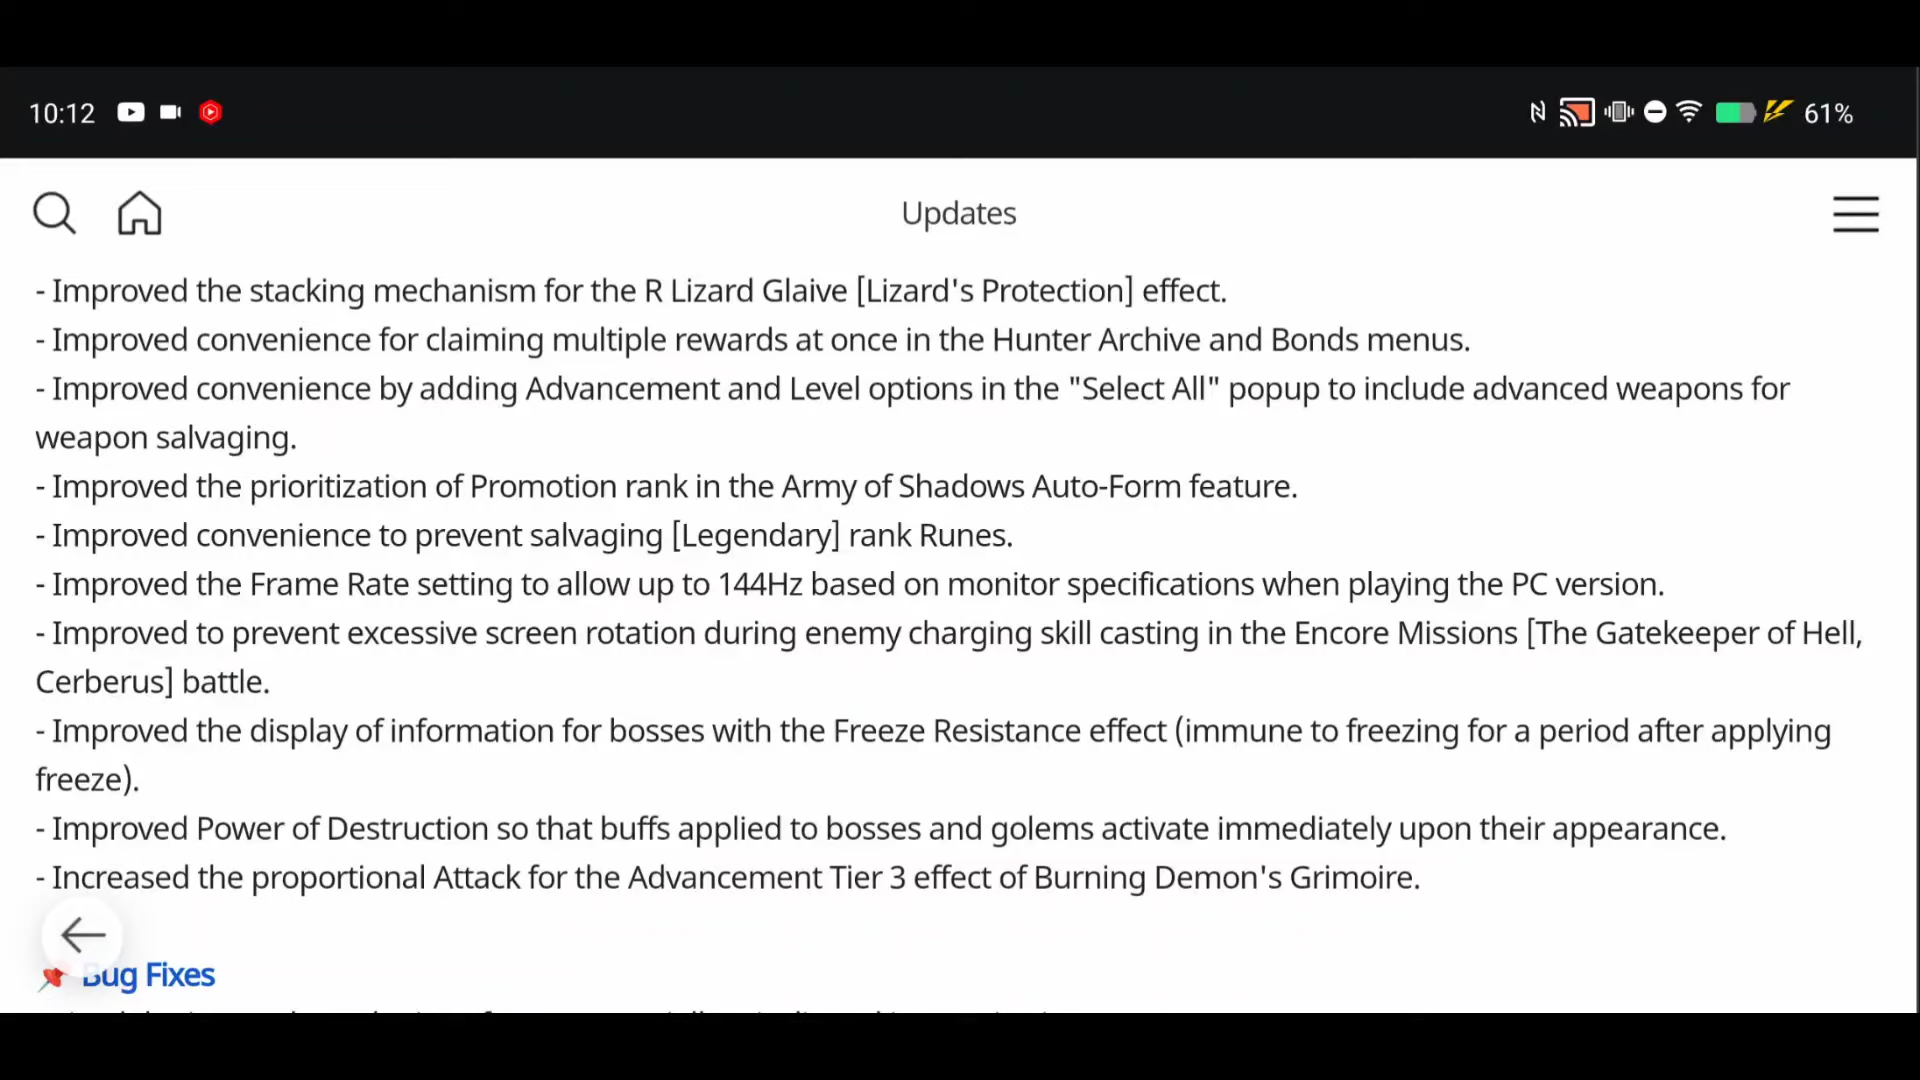 10:12
61%
Updates
- Improved the stacking mechanism for the R Lizard Glaive [Lizard's Protection] effect.
- Improved convenience for claiming multiple rewards at once in the Hunter Archive and Bonds menus.
- Improved convenience by adding Advancement and Level options in the "Select All" popup to include advanced weapons for
weapon salvaging.
- Improved the prioritization of Promotion rank in the Army of Shadows Auto-Form feature.
- Improved convenience to prevent salvaging [Legendary] rank Runes.
- Improved the Frame Rate setting to allow up to 144Hz based on monitor specifications when playing the PC version.
- Improved to prevent excessive screen rotation during enemy charging skill casting in the Encore Missions [The Gatekeeper of Hell,
Cerberus] battle.
- Improved the display of information for bosses with the Freeze Resistance effect (immune to freezing for a period after applying
freeze).
- Improved Power of Destruction so that buffs applied to bosses and golems activate immediately upon their appearance.
- Increased the proportional Attack for the Advancement Tier 3 effect of Burning Demon's Grimoire.
Bug Fixes